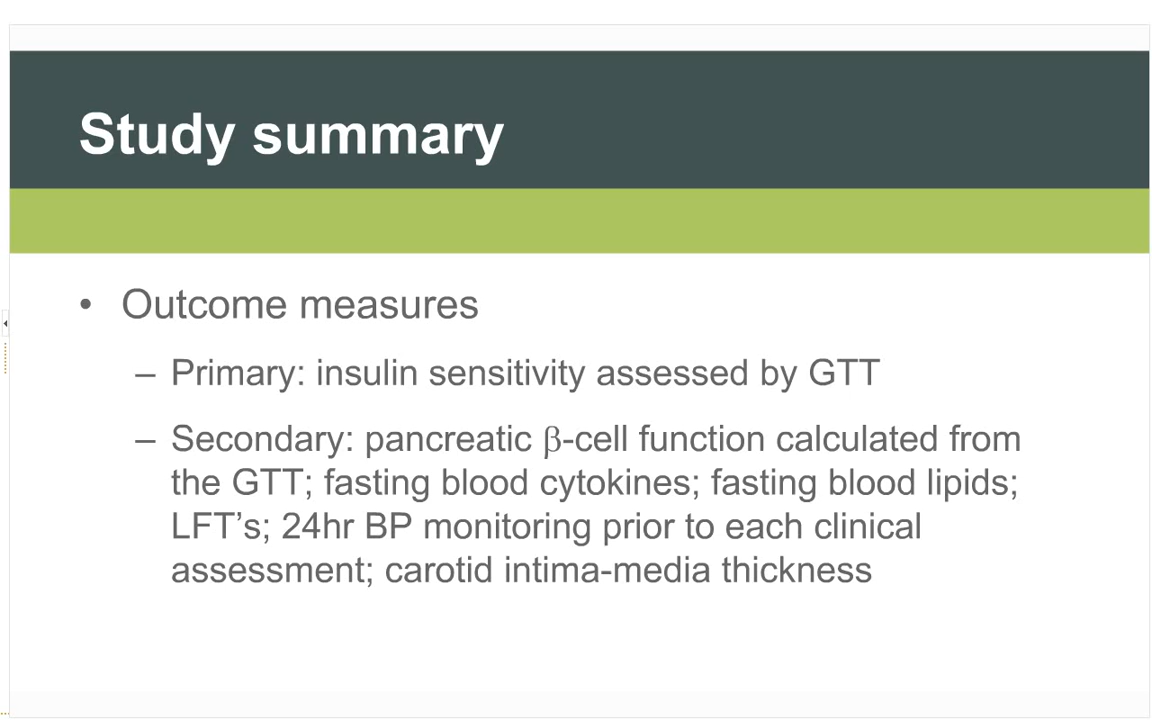 Study summary
• Outcome measures
– Primary: insulin sensitivity assessed by GTT
– Secondary: pancreatic β-cell function calculated from
the GTT; fasting blood cytokines; fasting blood lipids;
LFT’s; 24hr BP monitoring prior to each clinical
assessment; carotid intima-media thickness